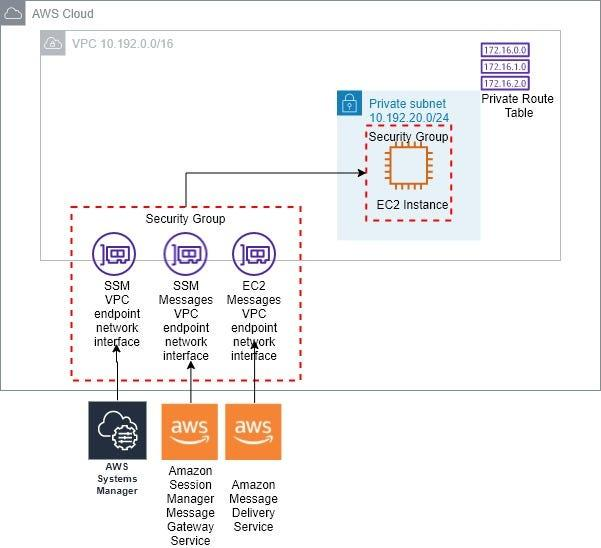 AWS Cloud
VPC 10.192.0.0/16
172.16.0.0
172.16.1.0
172.16.2.0
Private Route
Table
Private subnet
10.192.20.0/24
Security Group
EC2 Instance
Security Group
SSM
VPC
endpoint
network
interface
SSM
Messages
VPC
endpoint
network
interface
EC2
Messages
VPC
endpoint
network
interface
AWS
Systems
Manager
aws
Amazon
Session
Manager
Message
Gateway
Service
aws
Amazon
Message
Delivery
Service